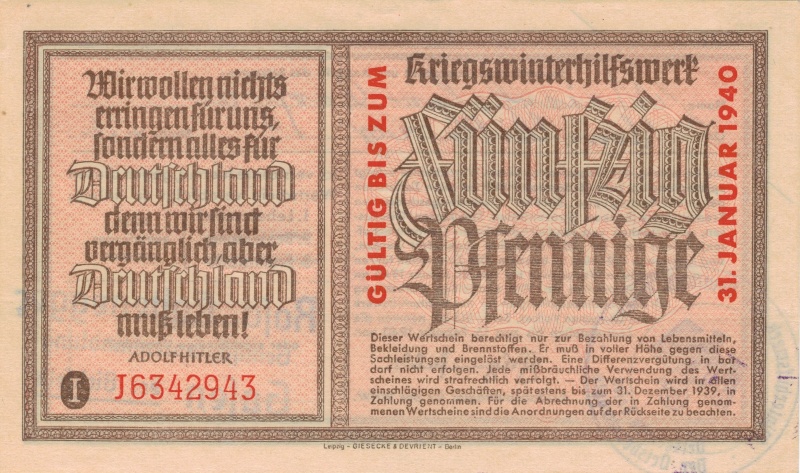 Wir wollen nichts
erringen für uns,
sondern alles für
Deutschland
denn wir sind
vergänglich, aber
Deutschland
muß leben!
ADOLF HITLER
I J6342943
GÜLTIG BIS ZUM
Kriegswinterhilfswerk
Fünfzig
Pfennige
31. JANUAR 1940
Dieser Wertschein berechtigt nur zur Bezahlung von Lebensmitteln,
Bekleidung und Brennstoffen. Er muß in voller Höhe gegen diese
Sachleistungen eingelöst werden. Eine Differenzvergütung in bar
darf nicht erfolgen. Jede mißbräuchliche Verwendung des Wert-
scheines wird strafrechtlich verfolgt. — Der Wertschein wird in allen
einschlägigen Geschäften, spätestens bis zum 31. Dezember 1939, in
Zahlung genommen. Für die Abrechnung der in Zahlung genom-
menen Wertscheine sind die Anordnungen auf der Rückseite zu beachten.
Leipzig - GIESECKE & DEVRIENT - Berlin